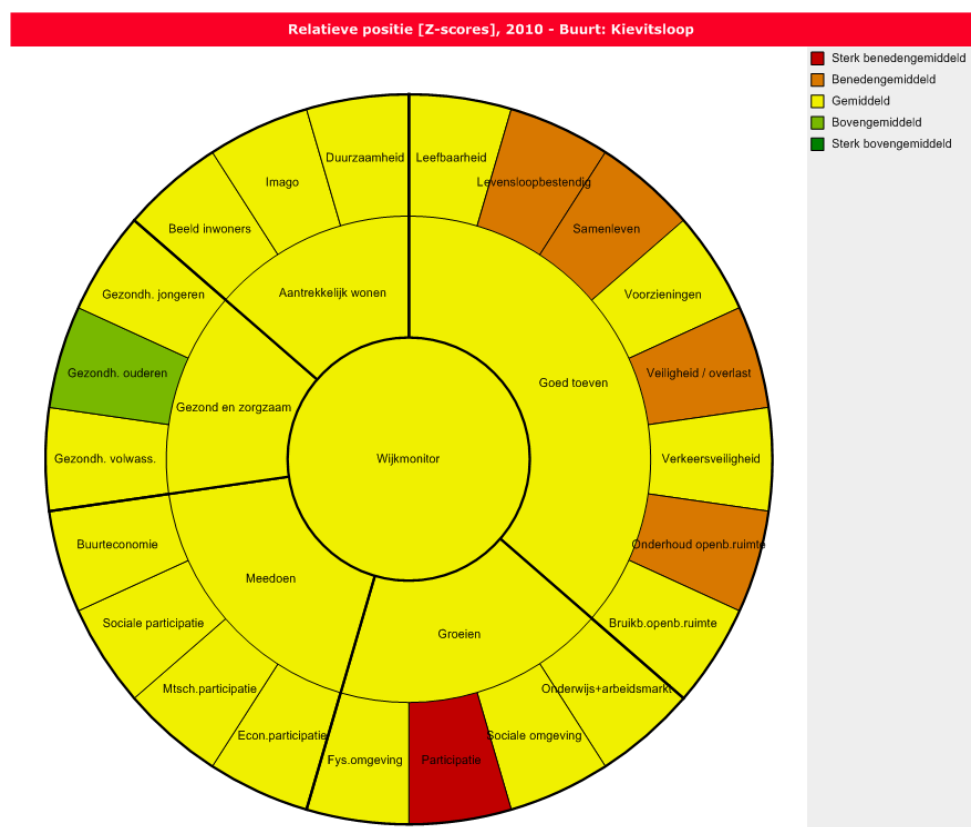 Relatieve positie [Z-scores], 2010 - Buurt: Kievitsloop
Sterk benedengemiddeld
Benedengemiddeld
Gemiddeld
Bovengemiddeld
Sterk bovengemiddeld
Duurzaamheid
Leefbaarheid
Imago
Levensloopbestendig
Beeld inwoners
Samenleven
Aantrekkelijk wonen
Gezondh. jongeren
Voorzieningen
Gezondh. ouderen
Veiligheid / overlast
Goed toeven
Gezond en zorgzaam
Gezondh. volwass.
Wijkmonitor
Verkeersveiligheid
Buurteconomie
Onderhoud openb.ruimte
Meedoen
Sociale participatie
Bruikb.openb.ruimte
Groeien
Mtsch.participatie
Onderwijs+arbeidsmarkt
Econ.participatie
Sociale omgeving
Fys.omgeving
Participatie